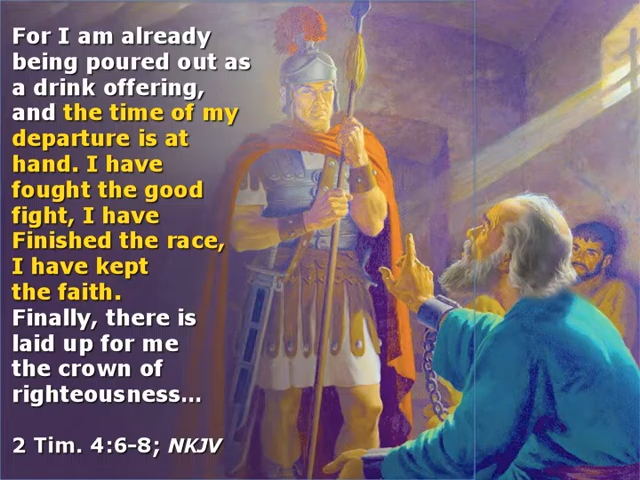 For I am already
being poured out as
a drink offering,
and the time of my
departure is at
hand. I have
fought the good
fight, I have
Finished the race,
I have kept
the faith.
Finally, there is
laid up for me
the crown of
righteousness...
2 Tim. 4:6-8; NKJV